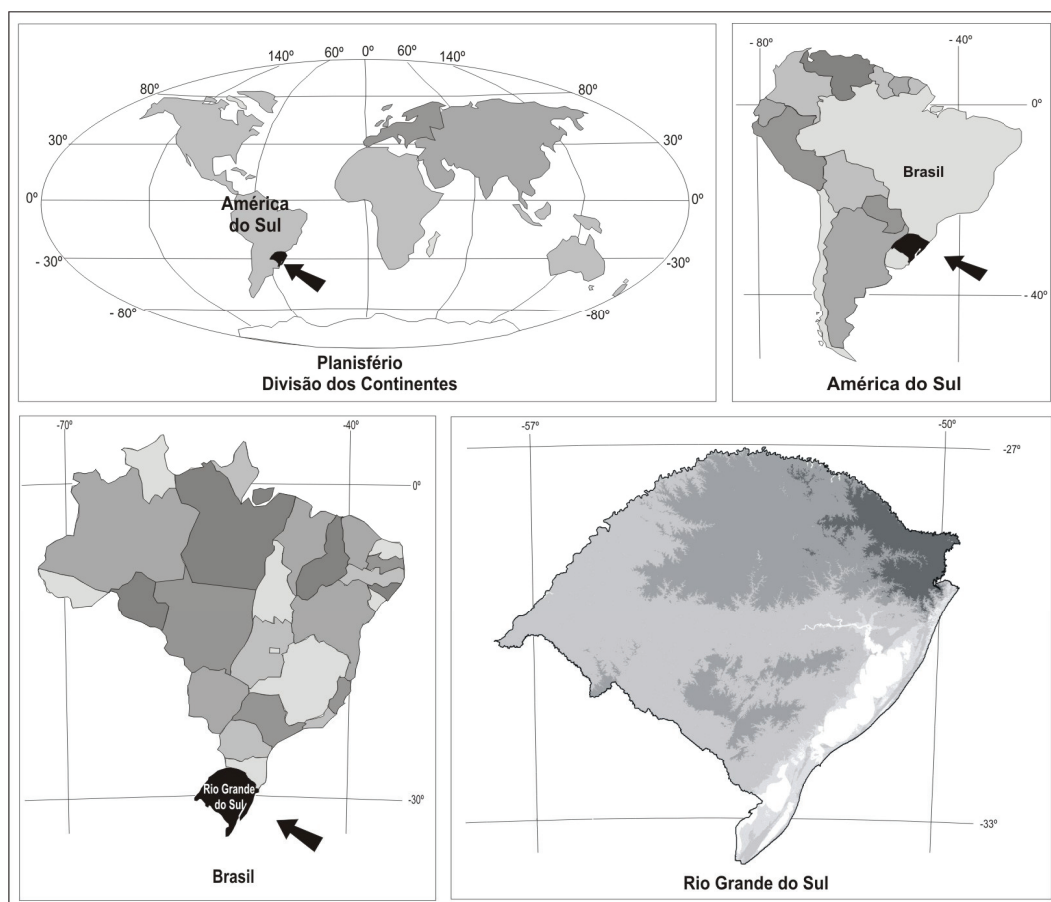 140º 60º 0º 60º 140º
80º 80º
30º 30º
0º 0º
América
do Sul
- 30º -30º
- 80º -80º
Planisfério
Divisão dos Continentes
- 80º - 40º
0º
Brasil
- 40º
América do Sul
-70º -40º
0º
Rio Grande
do Sul
-30º
Brasil
-57º -50º
-27º
-33º
Rio Grande do Sul